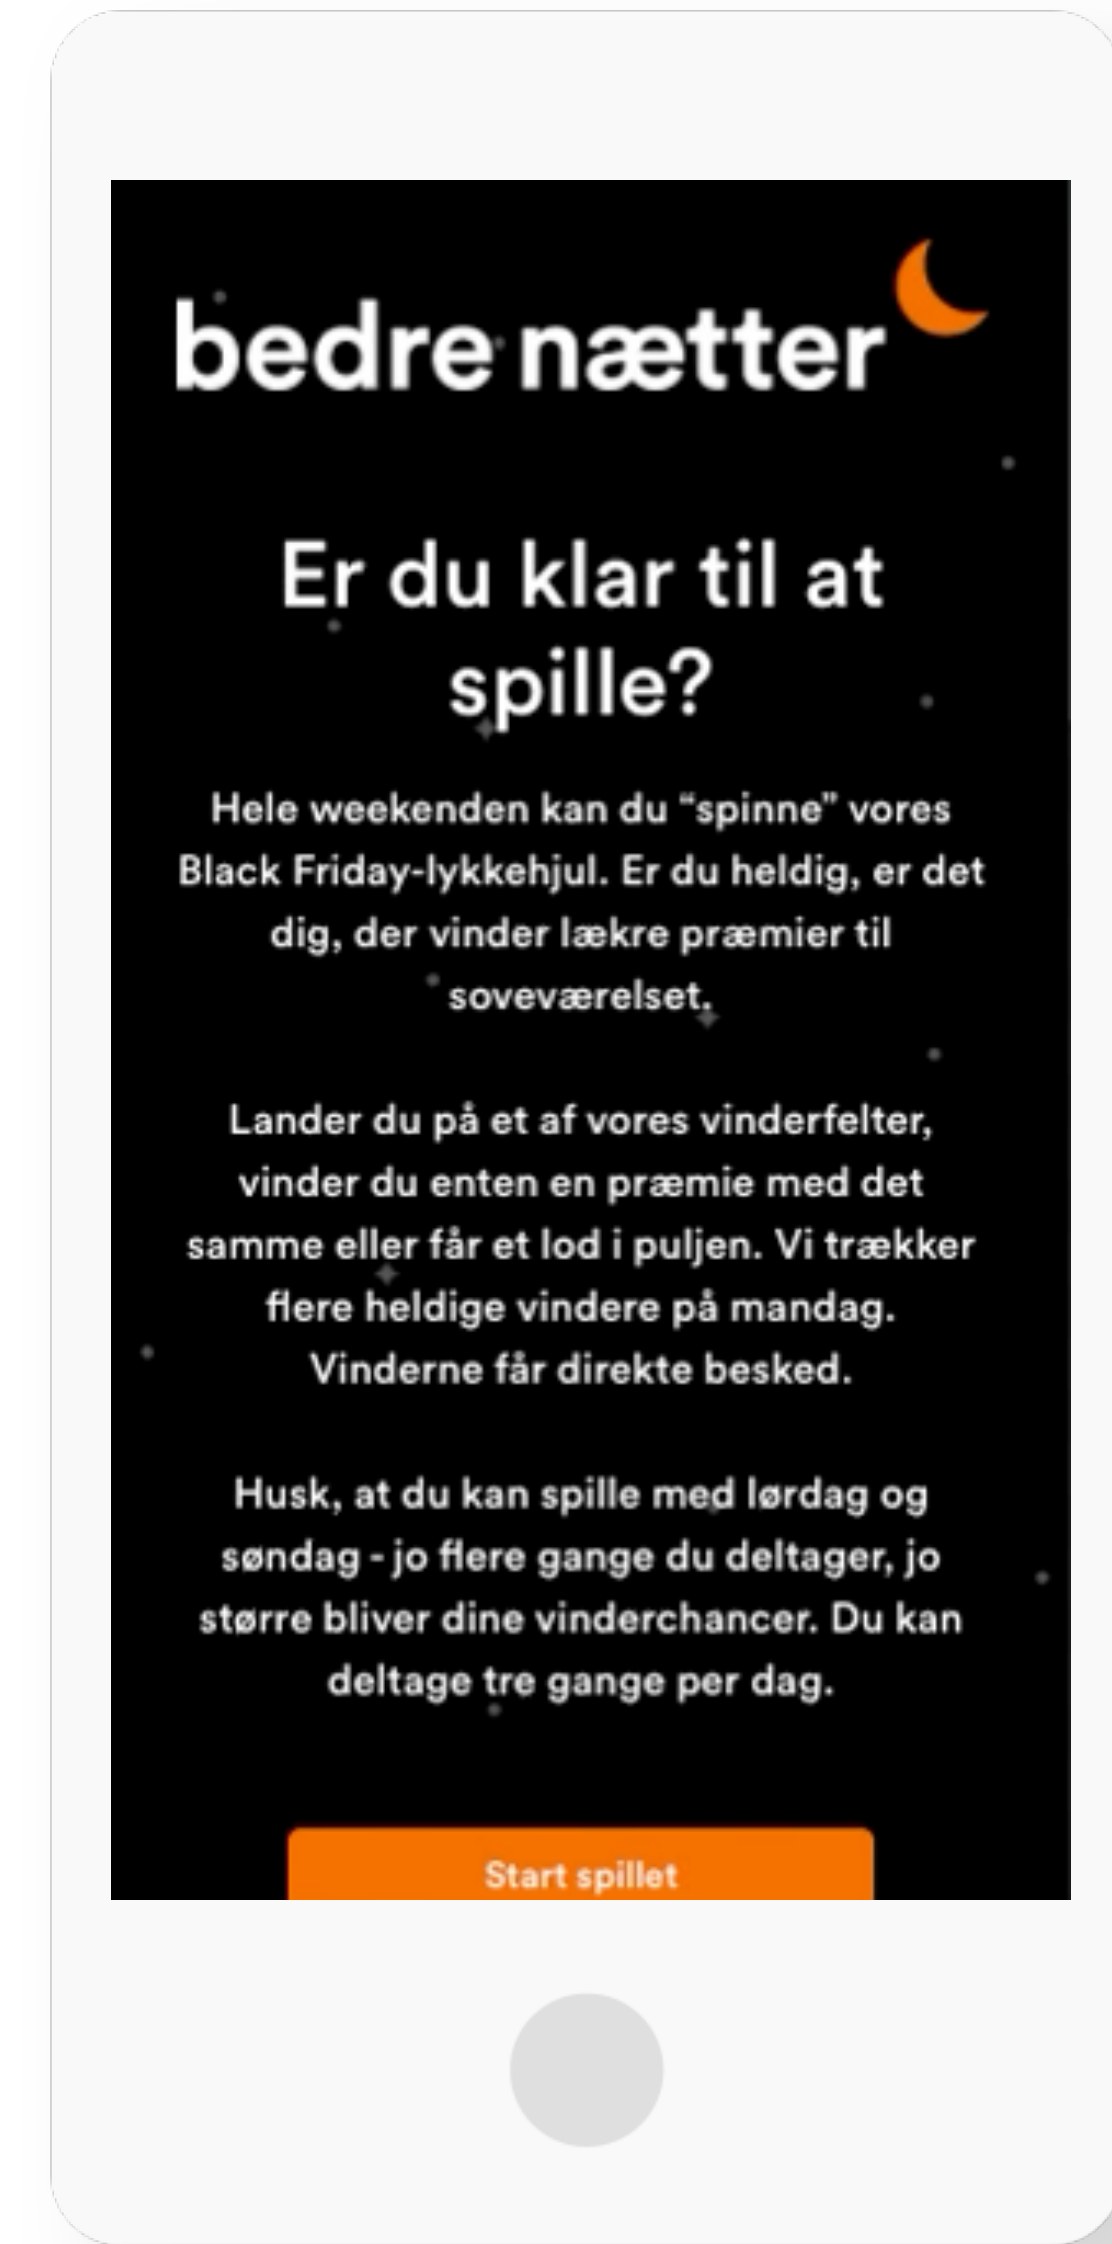 bedre nætter
Er du klar til at
spille?
Hele weekenden kan du “spinne” vores
Black Friday-lykkehjul. Er du heldig, er det
dig, der vinder lækre præmier til
soveværelset.
Lander du på et af vores vinderfelter,
vinder du enten en præmie med det
samme eller får et lod i puljen. Vi trækker
flere heldige vindere på mandag.
Vinderne får direkte besked.
Husk, at du kan spille med lørdag og
søndag - jo flere gange du deltager, jo
større bliver dine vinderchancer. Du kan
deltage tre gange per dag.
Start spillet